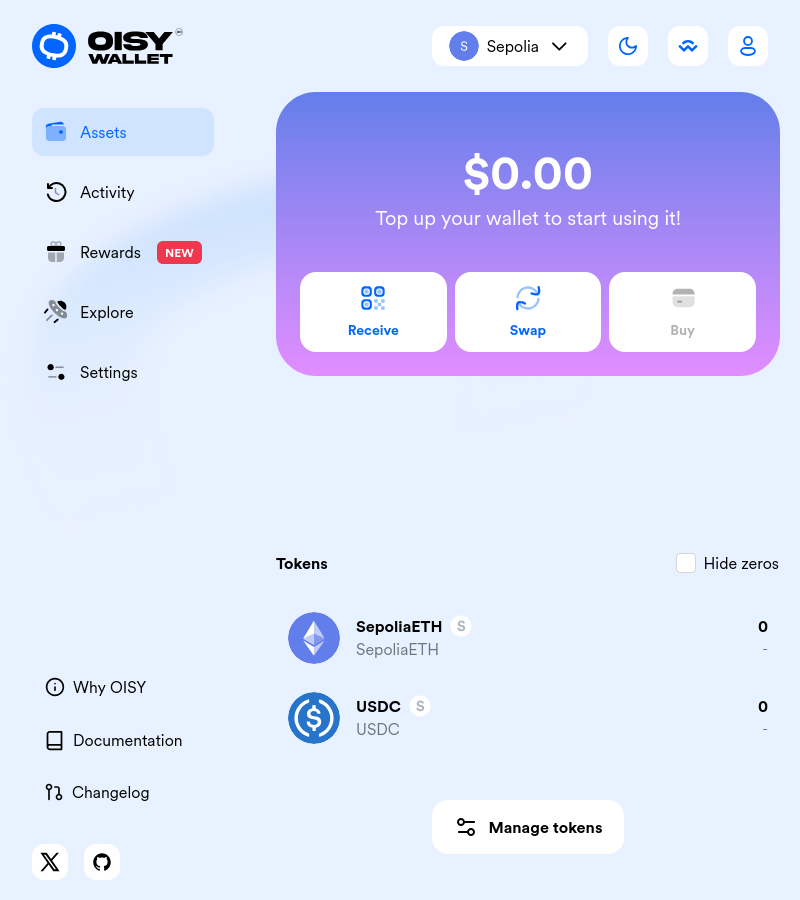 OISY
WALLET
S
Sepolia
Assets
Activity
Rewards
NEW
Explore
Settings
$0.00
Top up your wallet to start using it!
Receive
Swap
Buy
Tokens
Hide zeros
SepoliaETH S
0
SepoliaETH
-
USDC S
0
USDC
-
Manage tokens
Why OISY
Documentation
Changelog